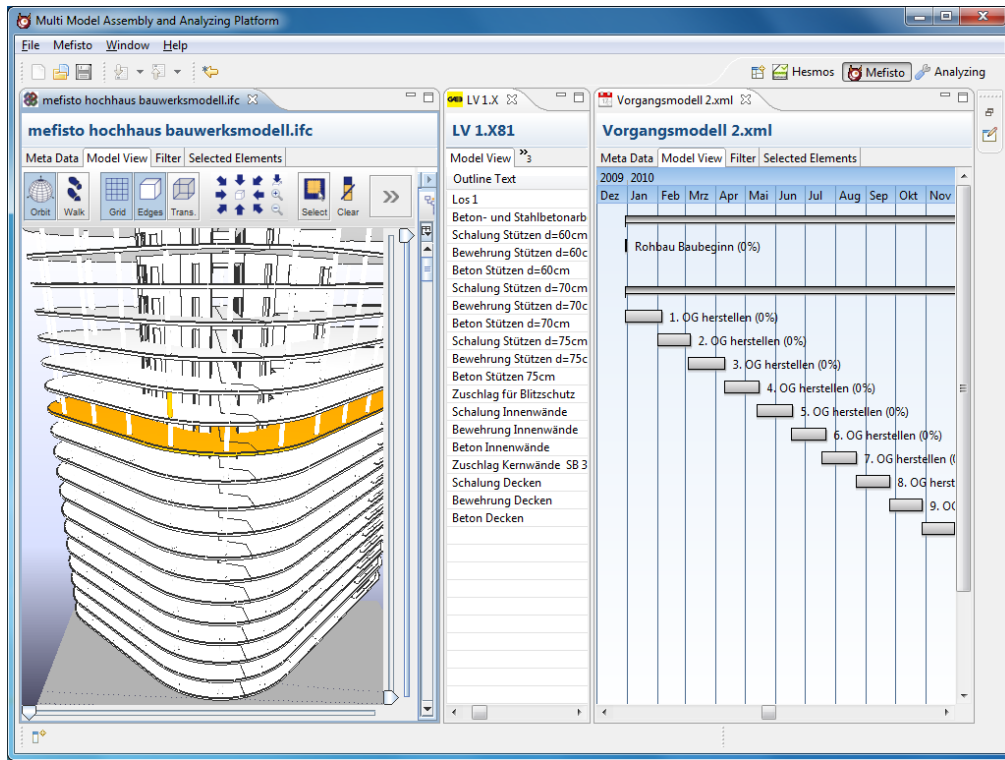 Multi Model Assembly and Analyzing Platform
File Mefisto Window Help
Hesmos Mefisto Analyzing
mefisto hochhaus bauwerksmodell.ifc
mefisto hochhaus bauwerksmodell.ifc
Meta Data Model View Filter Selected Elements
Orbit Walk Grid Edges Trans. Select Clear
GAEB LV 1.X
LV 1.X81
Model View »3
Outline Text
Los 1
Beton- und Stahlbetonarb
Schalung Stützen d=60cm
Bewehrung Stützen d=60c
Beton Stützen d=60cm
Schalung Stützen d=70cm
Bewehrung Stützen d=70c
Beton Stützen d=70cm
Schalung Stützen d=75cm
Bewehrung Stützen d=75c
Beton Stützen 75cm
Zuschlag für Blitzschutz
Schalung Innenwände
Bewehrung Innenwände
Beton Innenwände
Zuschlag Kernwände SB 3
Schalung Decken
Bewehrung Decken
Beton Decken
Vorgangsmodell 2.xml
Vorgangsmodell 2.xml
Meta Data Model View Filter Selected Elements
2009 2010
Dez Jan Feb Mrz Apr Mai Jun Jul Aug Sep Okt Nov
Rohbau Baubeginn (0%)
1. OG herstellen (0%)
2. OG herstellen (0%)
3. OG herstellen (0%)
4. OG herstellen (0%)
5. OG herstellen (0%)
6. OG herstellen (0%)
7. OG herstellen (
8. OG herst
9. O